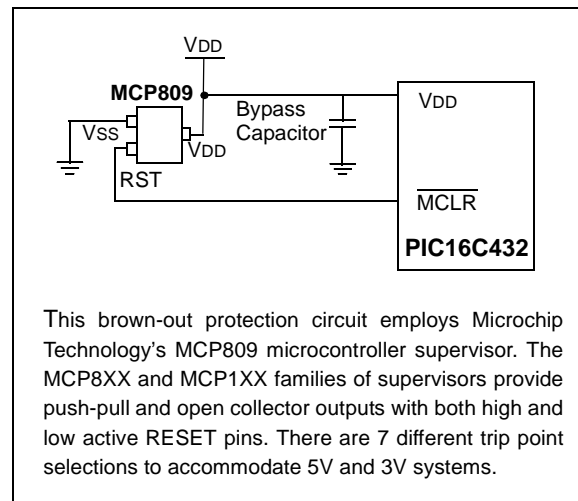 VDD
MCP809
VDD
Bypass
Capacitor
VSS
VDD
RST
MCLR
PIC16C432
This brown-out protection circuit employs Microchip
Technology's MCP809 microcontroller supervisor. The
MCP8XX and MCP1XX families of supervisors provide
push-pull and open collector outputs with both high and
low active RESET pins. There are 7 different trip point
selections to accommodate 5V and 3V systems.